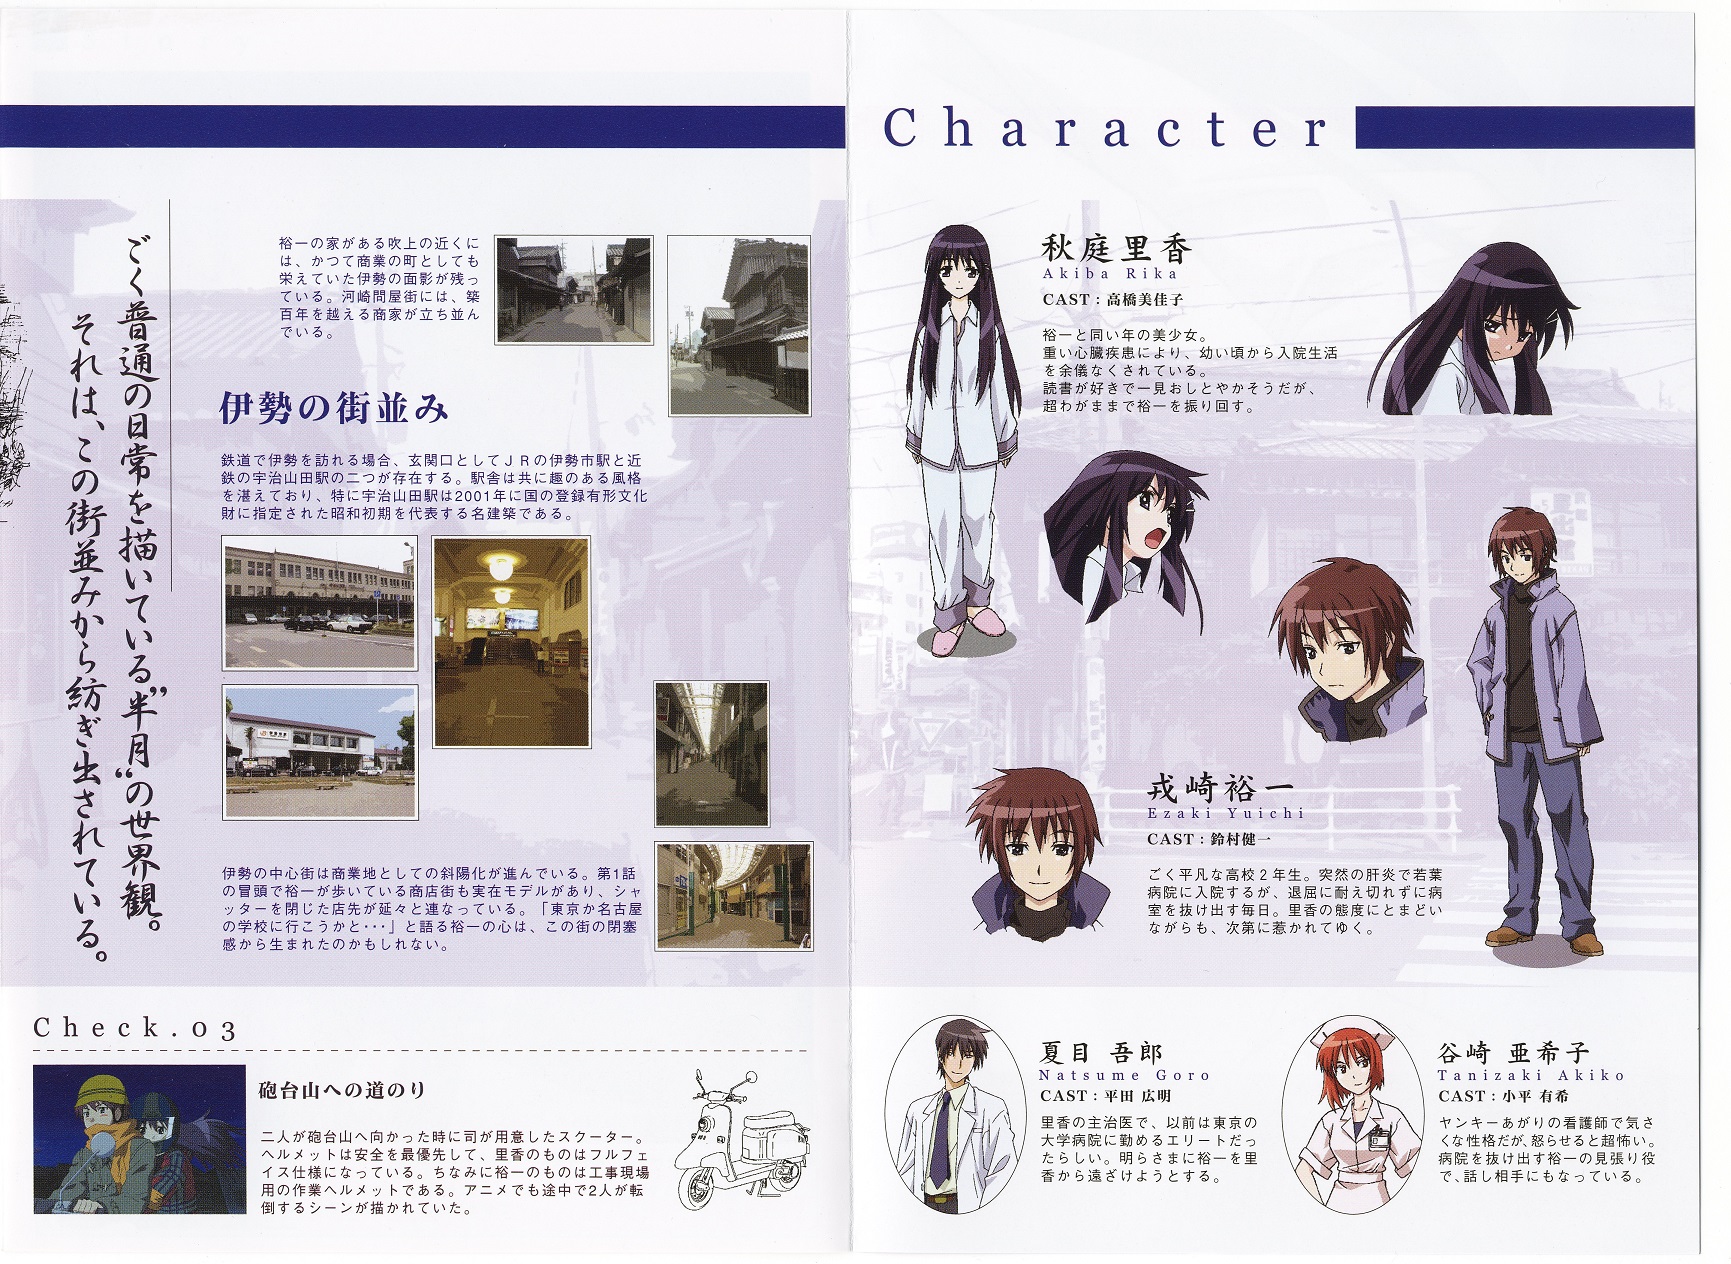 ごく普通の日常を描いている“半月”の世界観。
それは、この街並みから紡ぎ出されている。
裕一の家がある吹上の近くに
は、かつて商業の町としても
栄えていた伊勢の面影が残っ
ている。河崎問屋街には、築
百年を越える商家が立ち並ん
でいる。
伊勢の街並み
鉄道で伊勢を訪れる場合、玄関口としてＪＲの伊勢市駅と近
鉄の宇治山田駅の二つが存在する。駅舎は共に趣のある風格
を湛えており、特に宇治山田駅は2001年に国の登録有形文化
財に指定された昭和初期を代表する名建築である。
伊勢の中心街は商業地としての斜陽化が進んでいる。第1話
の冒頭で裕一が歩いている商店街も実在モデルがあり、シャ
ッターを閉じた店先が延々と連なっている。「東京か名古屋
の学校に行こうかと･･･」と語る裕一の心は、この街の閉塞
感から生まれたのかもしれない。
Check.03
砲台山への道のり
二人が砲台山へ向かった時に司が用意したスクーター。
ヘルメットは安全を最優先して、里香のものはフルフェ
イス仕様になっている。ちなみに裕一のものは工事現場
用の作業ヘルメットである。アニメでも途中で2人が転
倒するシーンが描かれていた。
Character
秋庭里香
Akiba Rika
CAST：高橋美佳子
裕一と同い年の美少女。
重い心臓疾患により、幼い頃から入院生活
を余儀なくされている。
読書が好きで一見おしとやかそうだが、
超わがままで裕一を振り回す。
戎崎裕一
Ezaki Yuichi
CAST：鈴村健一
ごく平凡な高校２年生。突然の肝炎で若葉
病院に入院するが、退屈に耐え切れずに病
室を抜け出す毎日。里香の態度にとまどい
ながらも、次第に惹かれてゆく。
夏目 吾郎
Natsume Goro
CAST：平田 広明
里香の主治医で、以前は東京の
大学病院に勤めるエリートだっ
たらしい。明らさまに裕一を里
香から遠ざけようとする。
谷崎 亜希子
Tanizaki Akiko
CAST：小平 有希
ヤンキーあがりの看護師で気さ
くな性格だが、怒らせると超怖い。
病院を抜け出す裕一の見張り役
で、話し相手にもなっている。